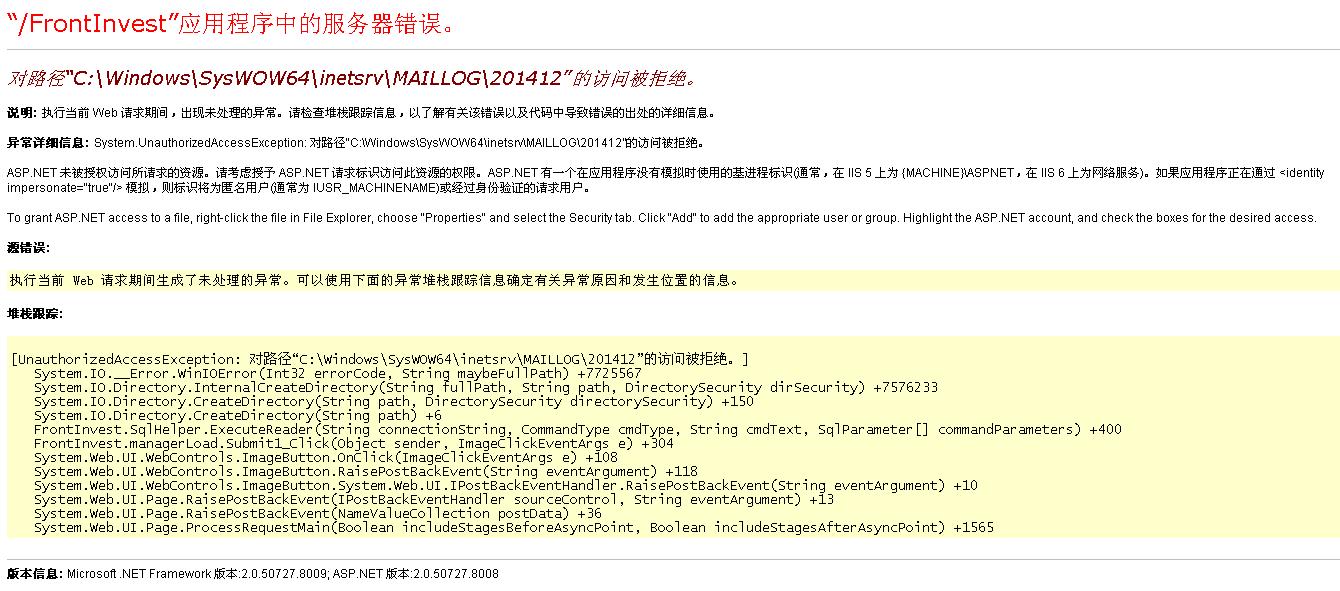 “/FrontInvest”应用程序中的服务器错误。
对路径“C:\Windows\SysWOW64\inetsrv\MAILLOG\201412”的访问被拒绝。
说明: 执行当前 Web 请求期间，出现未处理的异常。请检查堆栈跟踪信息，以了解有关该错误以及代码中导致错误的出处的详细信息。
异常详细信息: System.UnauthorizedAccessException: 对路径“C:\Windows\SysWOW64\inetsrv\MAILLOG\201412”的访问被拒绝。
ASP.NET 未被授权访问所请求的资源。请考虑授予 ASP.NET 请求标识访问此资源的权限。ASP.NET 有一个在应用程序没有模拟时使用的基进程标识(通常，在 IIS 5 上为 {MACHINE}\ASPNET，在 IIS 6 上为网络服务)。如果应用程序正在通过 <identity
impersonate="true"/> 模拟，则标识将为匿名用户(通常为 IUSR_MACHINENAME)或经过身份验证的请求用户。
To grant ASP.NET access to a file, right-click the file in File Explorer, choose "Properties" and select the Security tab. Click "Add" to add the appropriate user or group. Highlight the ASP.NET account, and check the boxes for the desired access.
源错误:
执行当前 Web 请求期间生成了未处理的异常。可以使用下面的异常堆栈跟踪信息确定有关异常原因和发生位置的信息。
堆栈跟踪:
[UnauthorizedAccessException: 对路径“C:\Windows\SysWOW64\inetsrv\MAILLOG\201412”的访问被拒绝。]
System.IO.__Error.WinIOError(Int32 errorCode, String maybeFullPath) +7725567
System.IO.Directory.InternalCreateDirectory(String fullPath, String path, DirectorySecurity dirSecurity) +7576233
System.IO.Directory.CreateDirectory(String path, DirectorySecurity directorySecurity) +150
System.IO.Directory.CreateDirectory(String path) +6
FrontInvest.SqlHelper.ExecuteReader(String connectionString, CommandType cmdType, String cmdText, SqlParameter[] commandParameters) +400
FrontInvest.managerLoad.Submit1_Click(Object sender, ImageClickEventArgs e) +304
System.Web.UI.WebControls.ImageButton.OnClick(ImageClickEventArgs e) +108
System.Web.UI.WebControls.ImageButton.RaisePostBackEvent(String eventArgument) +118
System.Web.UI.WebControls.ImageButton.System.Web.UI.IPostBackEventHandler.RaisePostBackEvent(String eventArgument) +10
System.Web.UI.Page.RaisePostBackEvent(IPostBackEventHandler sourceControl, String eventArgument) +13
System.Web.UI.Page.RaisePostBackEvent(NameValueCollection postData) +36
System.Web.UI.Page.ProcessRequestMain(Boolean includeStagesBeforeAsyncPoint, Boolean includeStagesAfterAsyncPoint) +1565
版本信息: Microsoft .NET Framework 版本:2.0.50727.8009; ASP.NET 版本:2.0.50727.8008